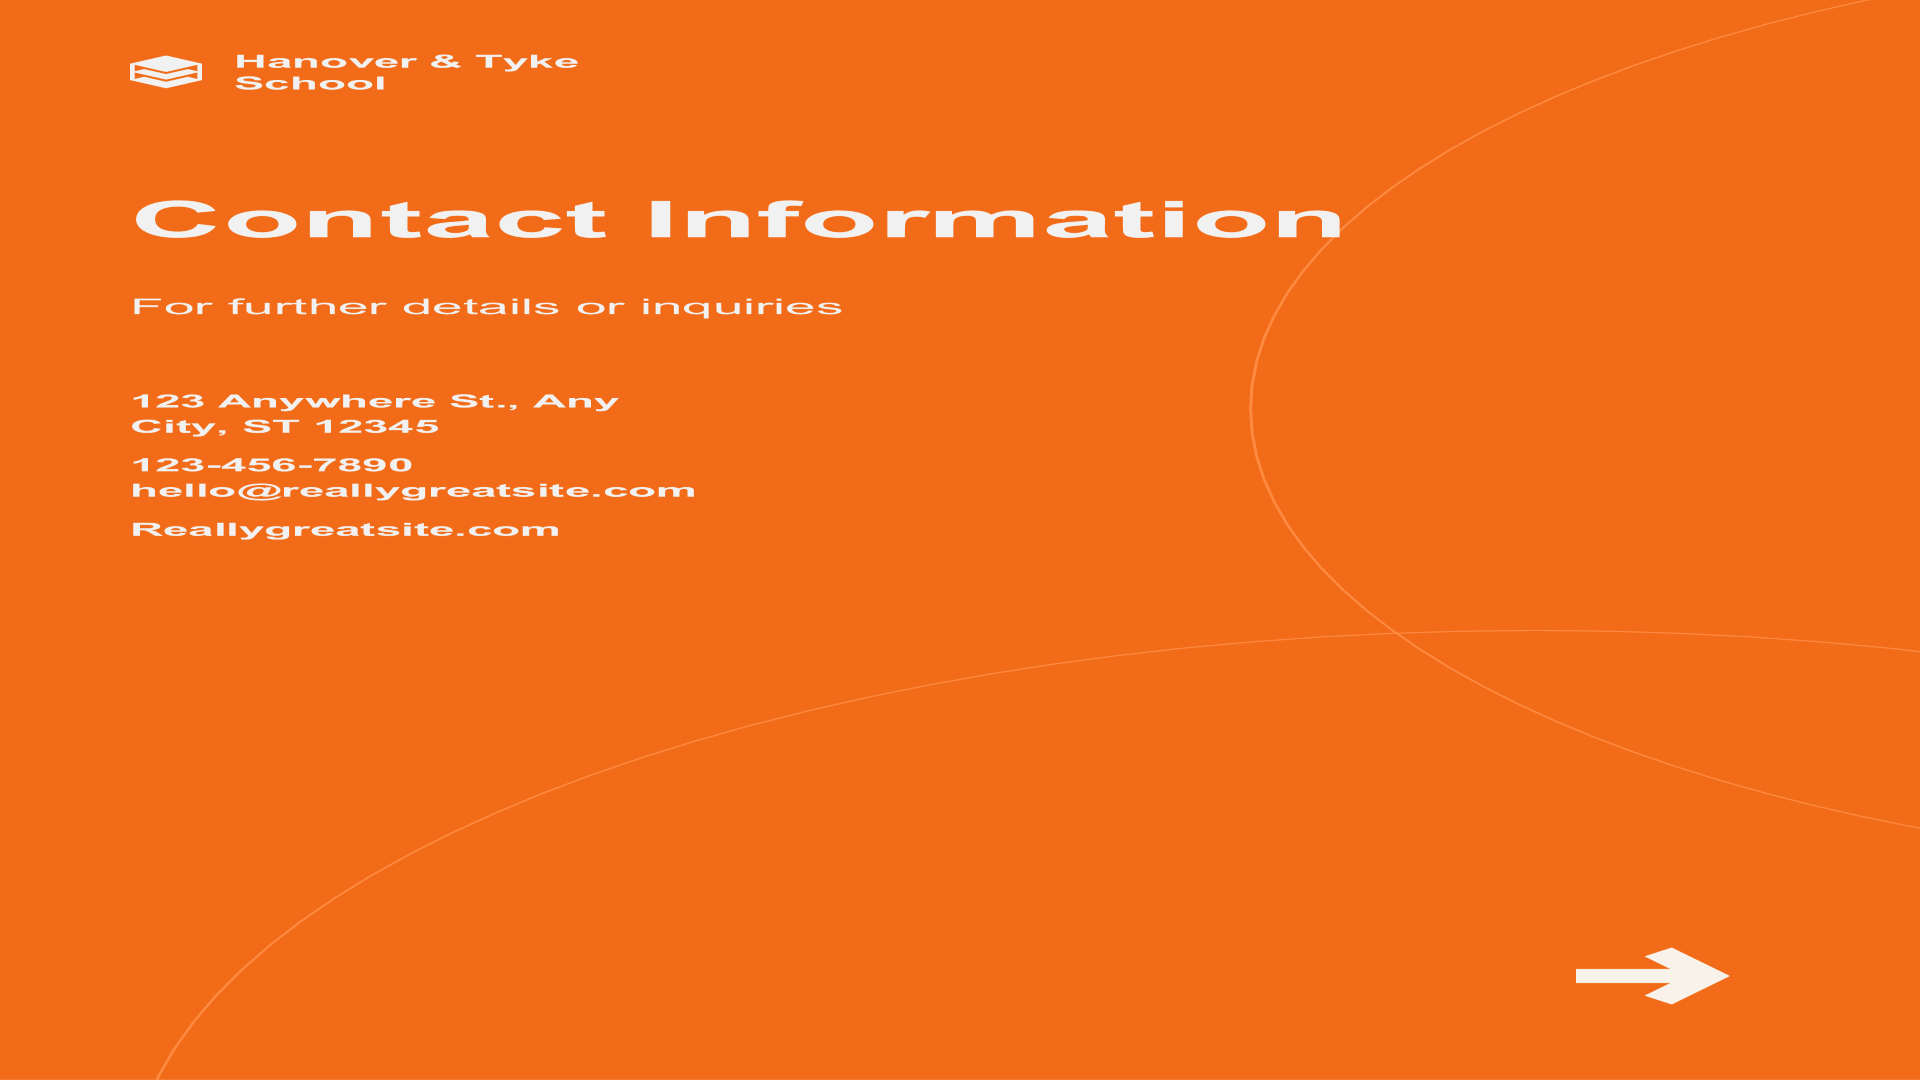 Hanover & Tyke
School
Contact Information
For further details or inquiries
123 Anywhere St., Any
City, ST 12345
123-456-7890
hello@reallygreatsite.com
Reallygreatsite.com